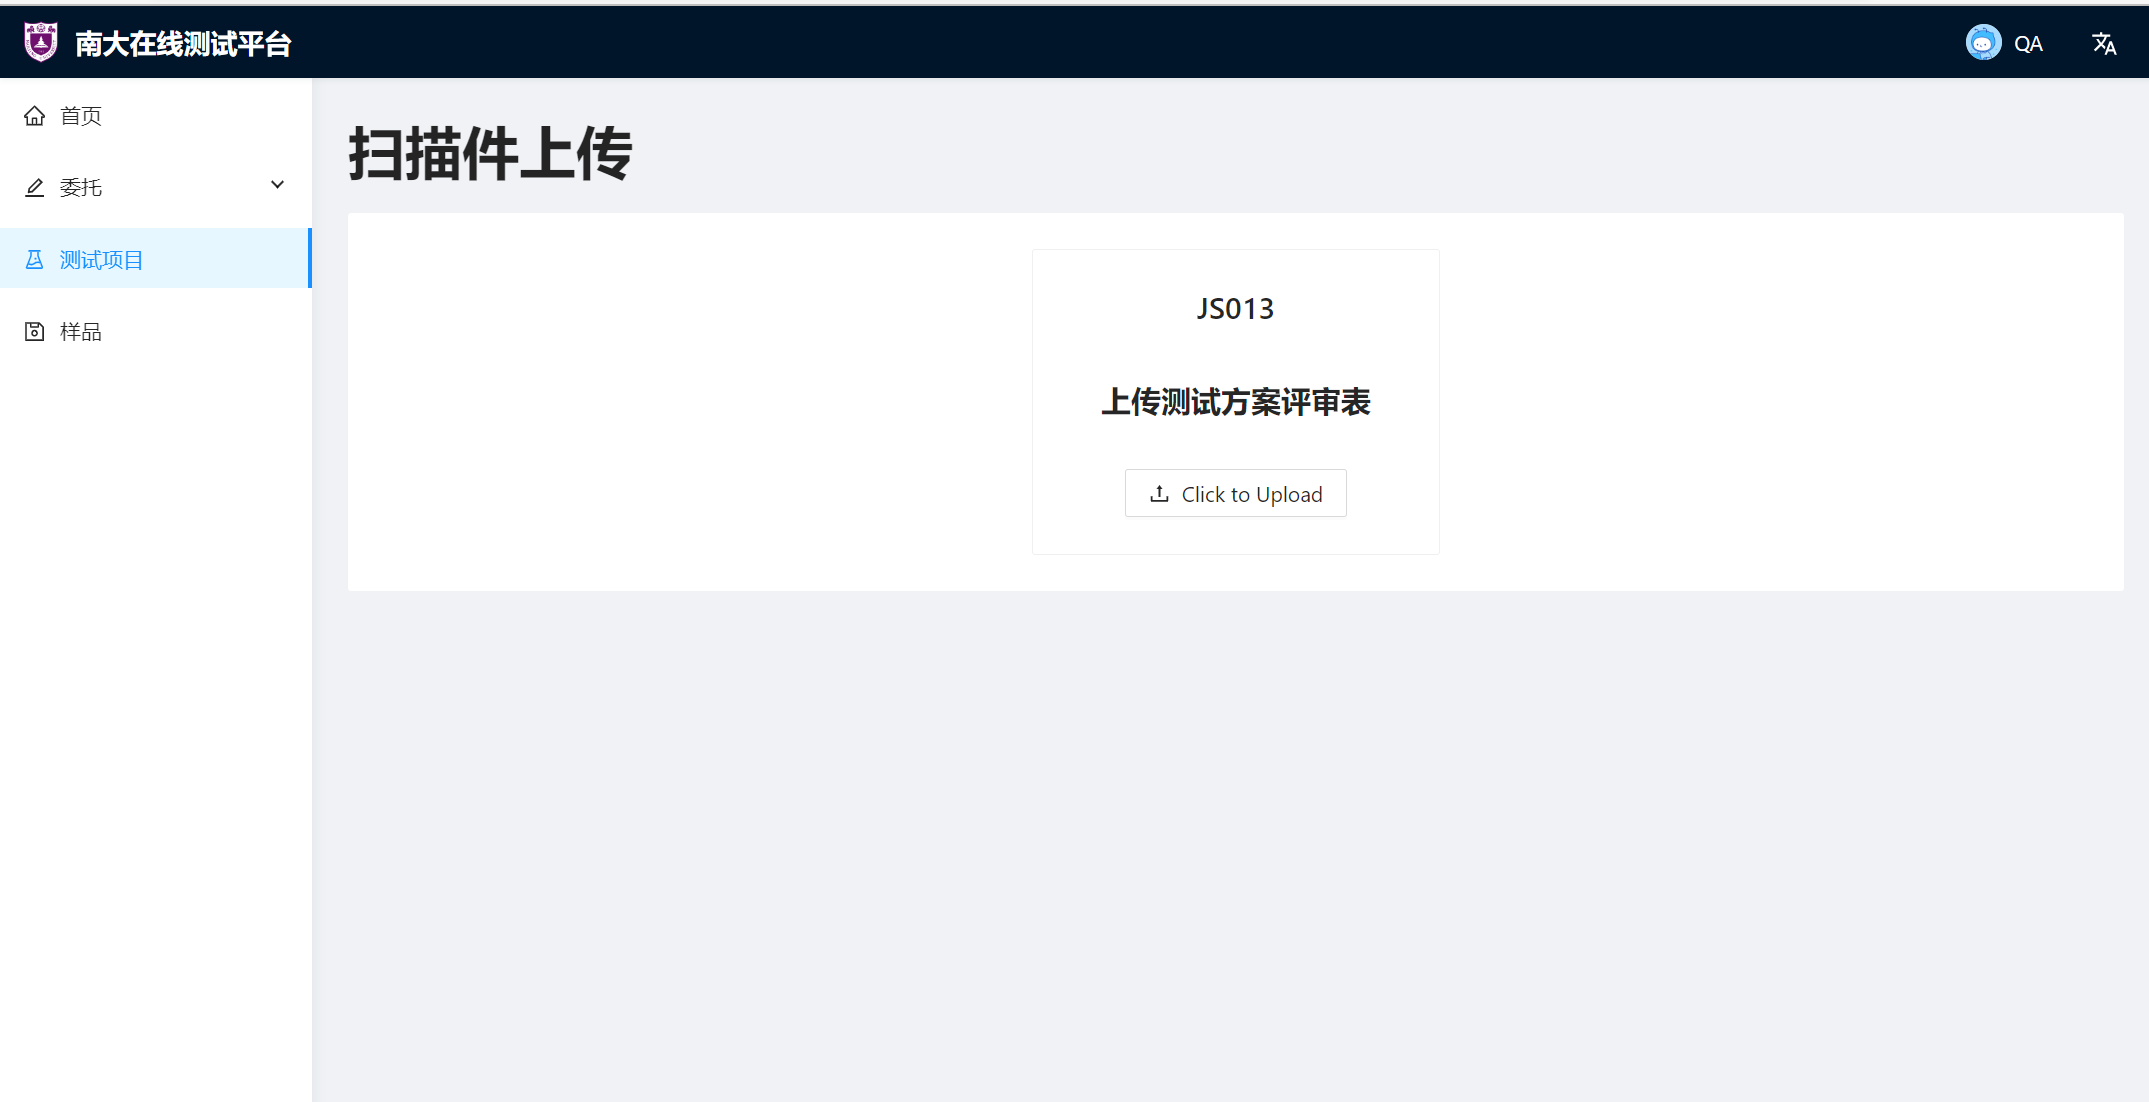 南大在线测试平台
QA
首页
委托
测试项目
样品
扫描件上传
JS013
上传测试方案评审表
Click to Upload